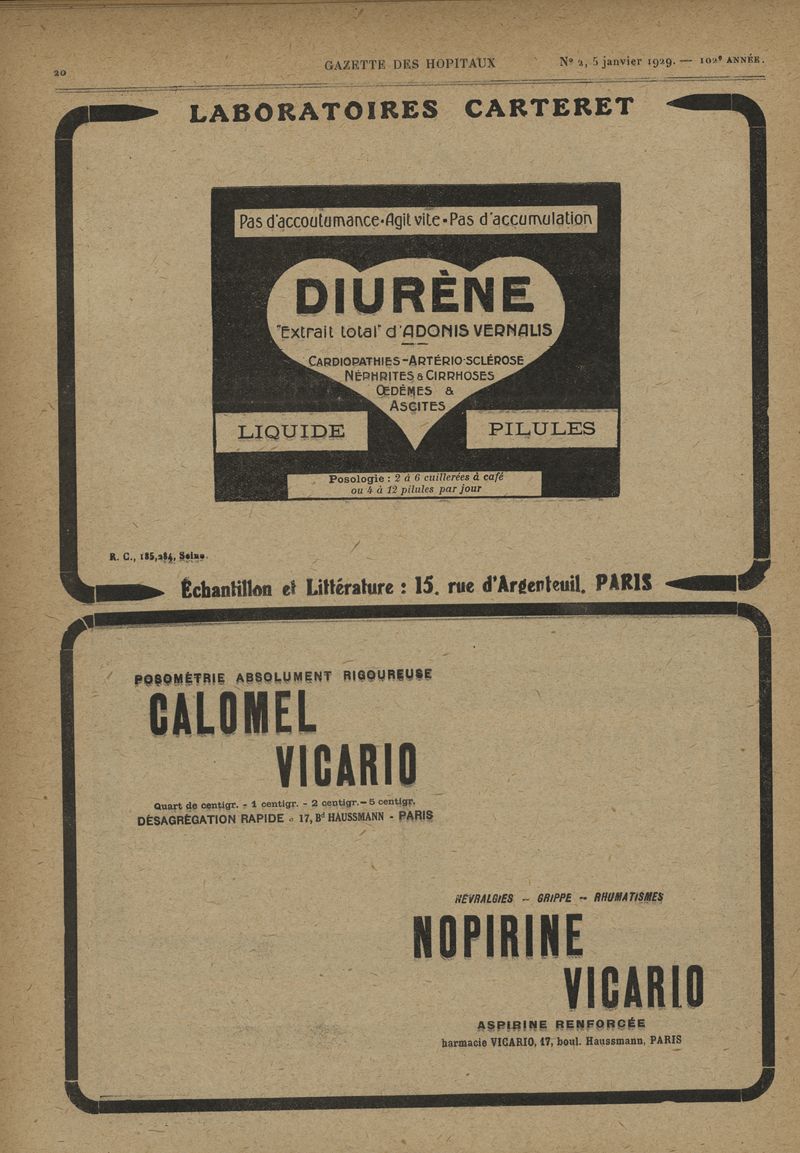 20
GAZETTE DES HOPITAUX
Nº 2, 5 janvier 1929. — 102e ANNÉE.
LABORATOIRES CARTERET
Pas d'accoutumance-Agit vite-Pas d'accumulation
DIURÈNE
"Extrait total" d'ADONIS VERNALIS
CARDIOPATHIES-ARTÉRIO-SCLÉROSE
NÉPHRITES & CIRRHOSES
ŒDÈMES &
ASCITES
LIQUIDE
PILULES
Posologie : 2 à 6 cuillerées à café
ou 4 à 12 pilules par jour
R. C., 185,284, Seine.
Échantillon et Littérature : 15, rue d'Argenteuil, PARIS
POSOMÉTRIE ABSOLUMENT RIGOUREUSE
CALOMEL
VICARIO
Quart de centigr. - 1 centigr. - 2 centigr. - 5 centigr.
DÉSAGRÉGATION RAPIDE - 17, Bd HAUSSMANN - PARIS
NÉVRALGIES - GRIPPE - RHUMATISMES
NOPIRINE
VICARIO
ASPIRINE RENFORCÉE
harmacie VICARIO, 17, boul. Haussmann, PARIS